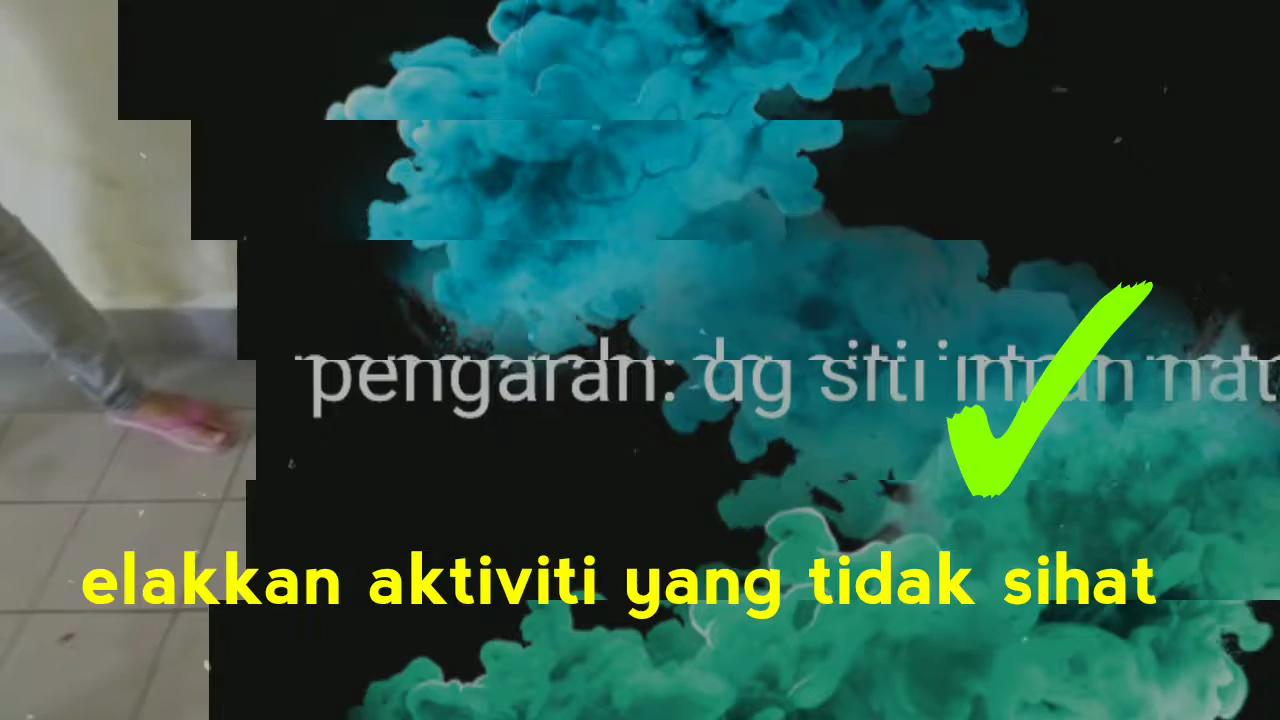 pengarah: dg siti intan
elakkan aktiviti yang tidak sihat